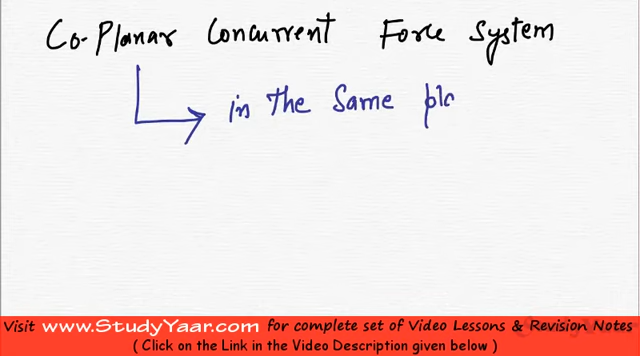 Co-Planar Concurrent Force System
in the same pla
Visit www.StudyYaar.com for complete set of Video Lessons & Revision Notes
( Click on the Link in the Video Description given below )